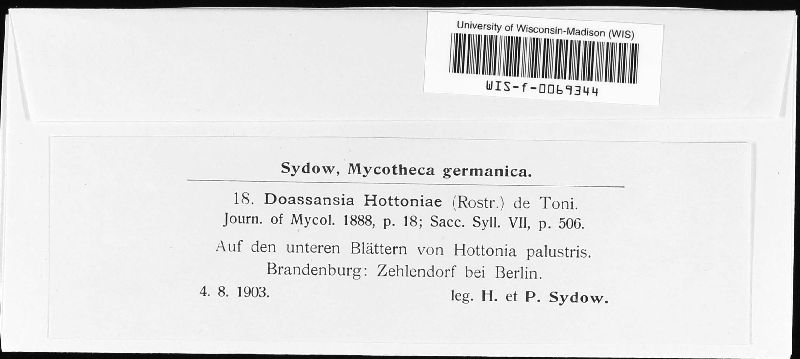 University of Wisconsin-Madison (WIS)
WIS-f-0069344
Sydow, Mycotheca germanica.
18. Doassansia Hottoniae (Rostr.) de Toni.
Journ. of Mycol. 1888, p. 18; Sacc. Syll. VII, p. 506.
Auf den unteren Blättern von Hottonia palustris.
Brandenburg: Zehlendorf bei Berlin.
4. 8. 1903. leg. H. et P. Sydow.